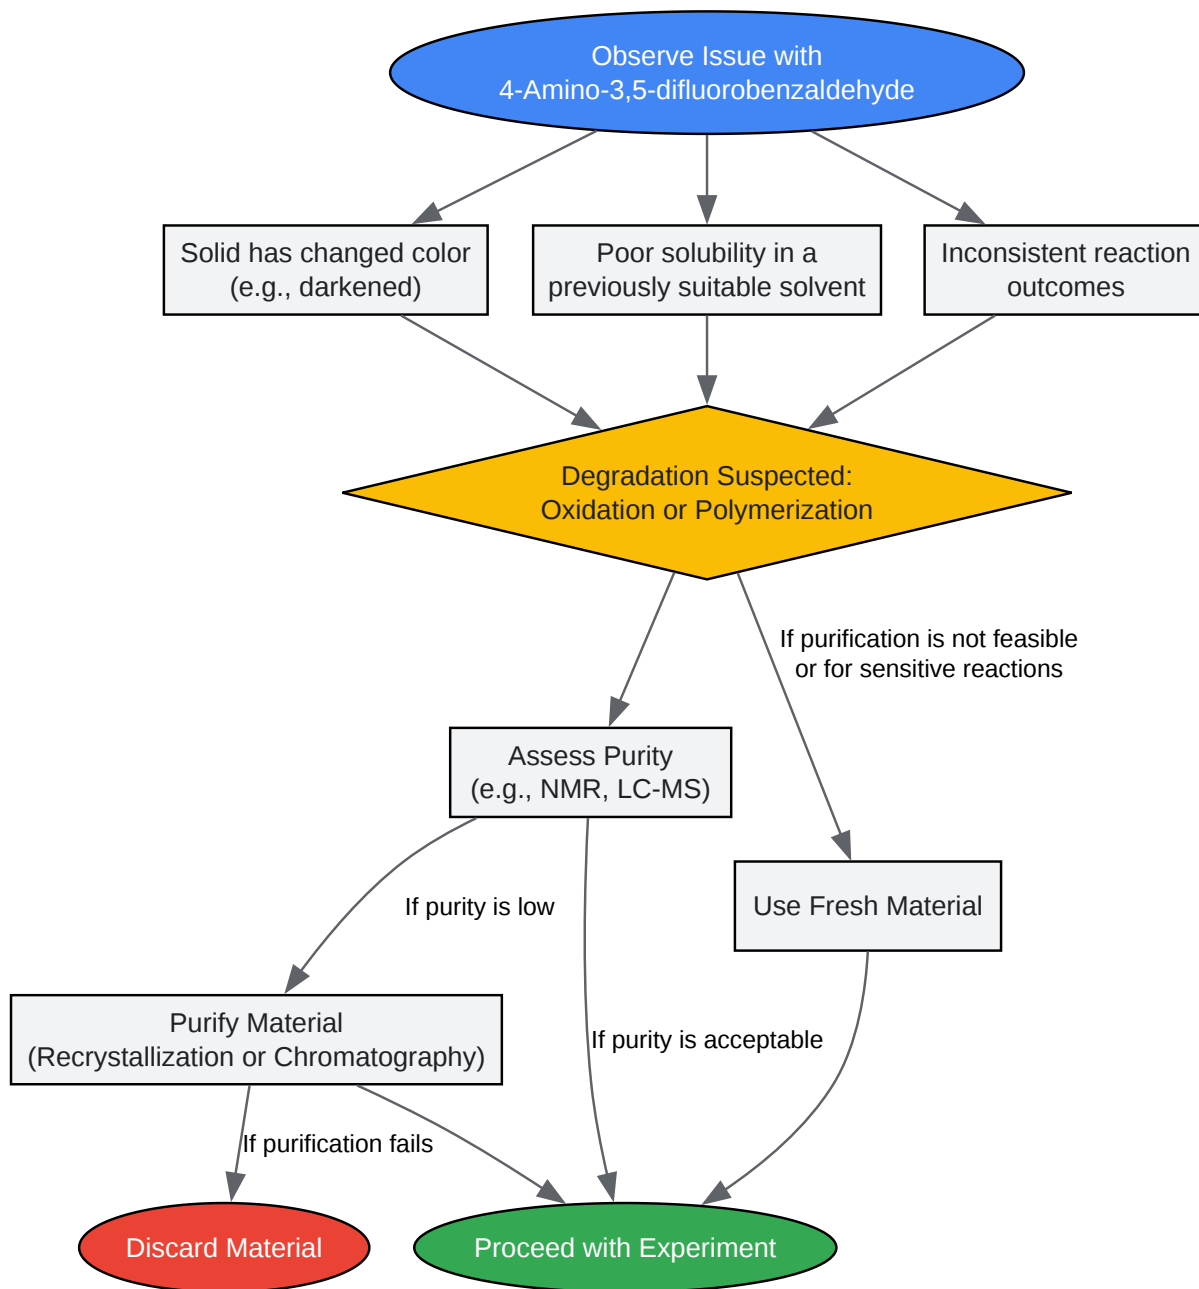 Observe Issue with
4-Amino-3,5-difluorobenzaldehyde
Solid has changed color
(e.g., darkened)
Poor solubility in a
previously suitable solvent
Inconsistent reaction
outcomes
Degradation Suspected:
Oxidation or Polymerization
If purification is not feasible
or for sensitive reactions
Assess Purity
(e.g., NMR, LC-MS)
Use Fresh Material
If purity is low
Purify Material
(Recrystallization or Chromatography)
If purity is acceptable
If purification fails
Discard Material
Proceed with Experiment